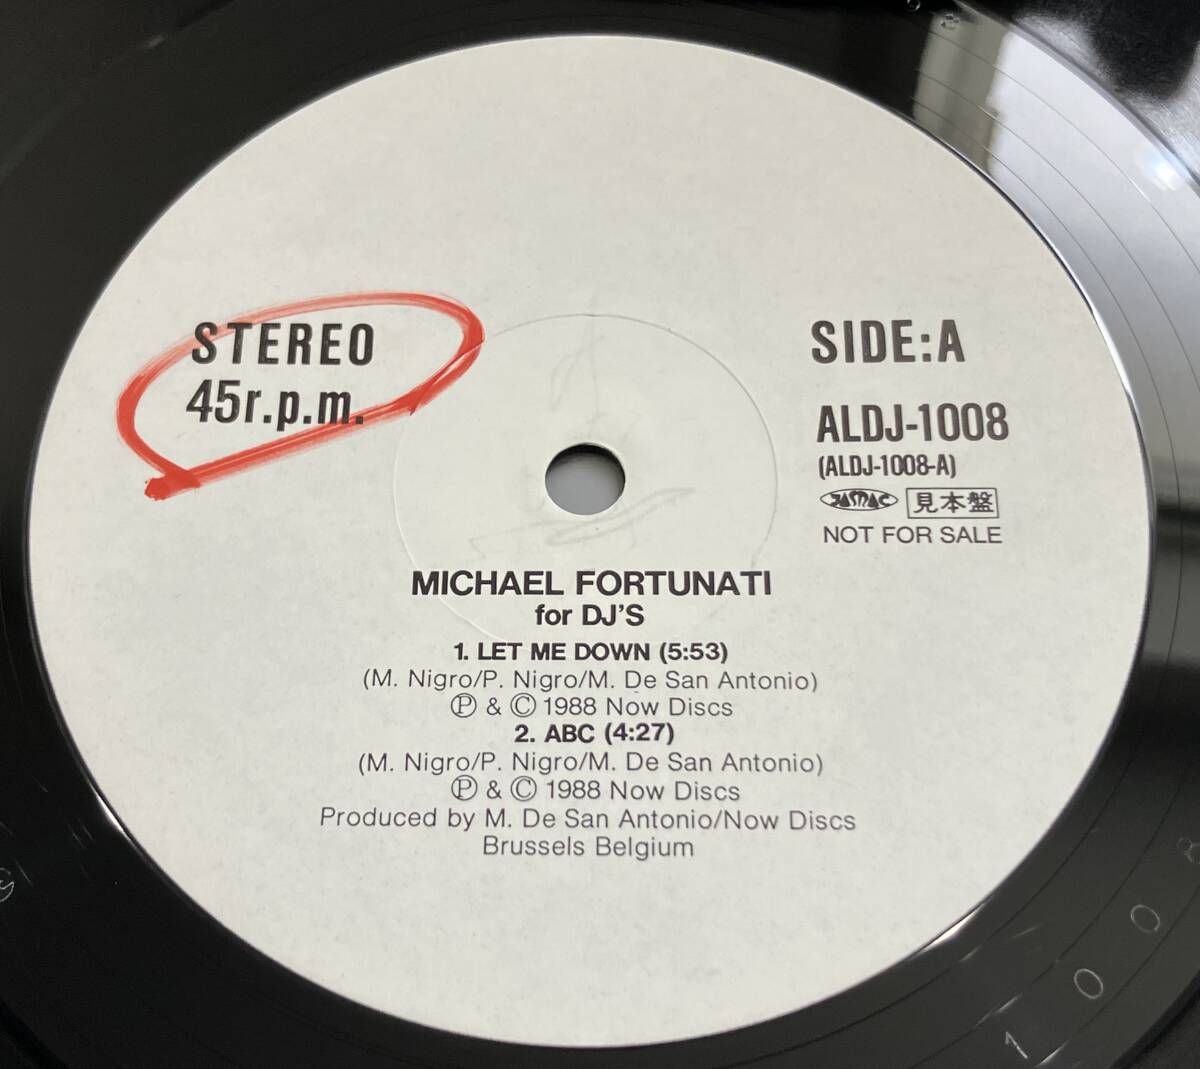 STEREO
45r.p.m.
SIDE:A
ALDJ-1008
(ALDJ-1008-A)
JASRAC 見本盤
NOT FOR SALE
MICHAEL FORTUNATI
for DJ'S
1. LET ME DOWN (5:53)
(M. Nigro/P. Nigro/M. De San Antonio)
Ⓟ & © 1988 Now Discs
2. ABC (4:27)
(M. Nigro/P. Nigro/M. De San Antonio)
Ⓟ & © 1988 Now Discs
Produced by M. De San Antonio/Now Discs
Brussels Belgium
1008